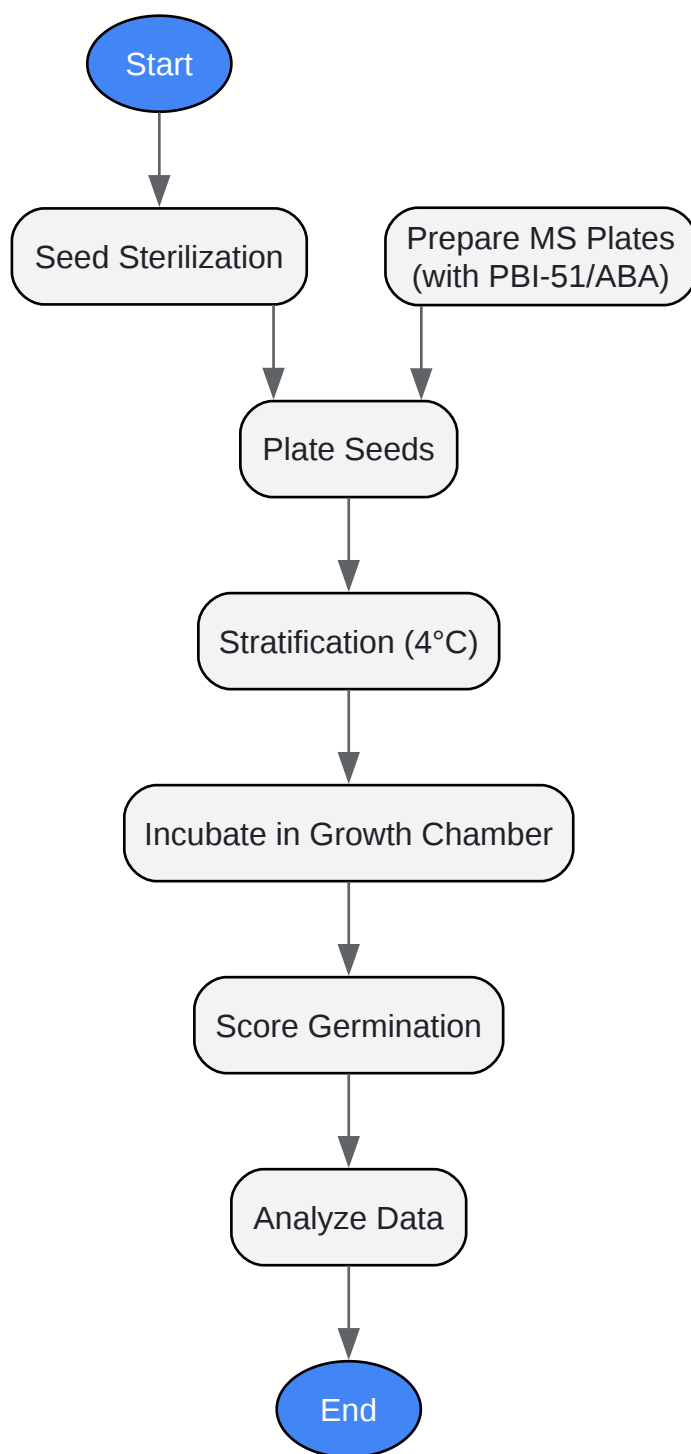 Start
Seed Sterilization
Prepare MS Plates
(with PBI-51/ABA)
Plate Seeds
Stratification (4°C)
Incubate in Growth Chamber
Score Germination
Analyze Data
End